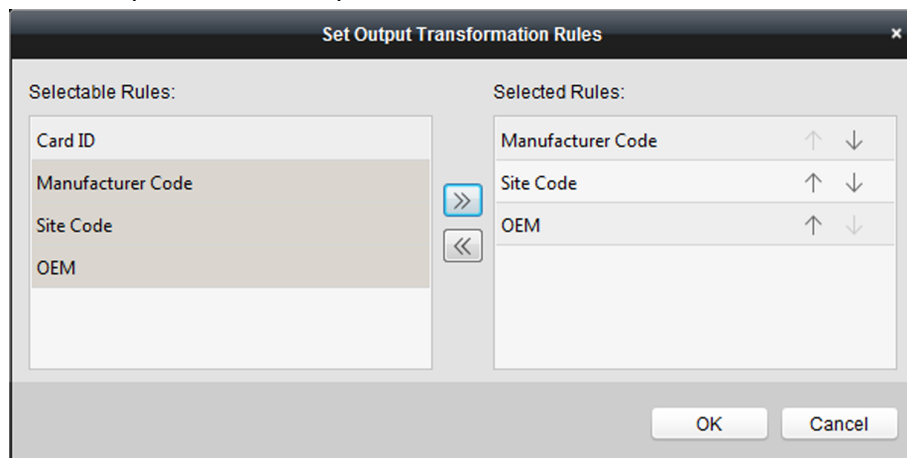 Set Output Transformation Rules ×
Selectable Rules:
Card ID
Manufacturer Code
Site Code
OEM
Selected Rules:
Manufacturer Code ↑ ↓
Site Code ↑ ↓
OEM ↑ ↓
OK Cancel